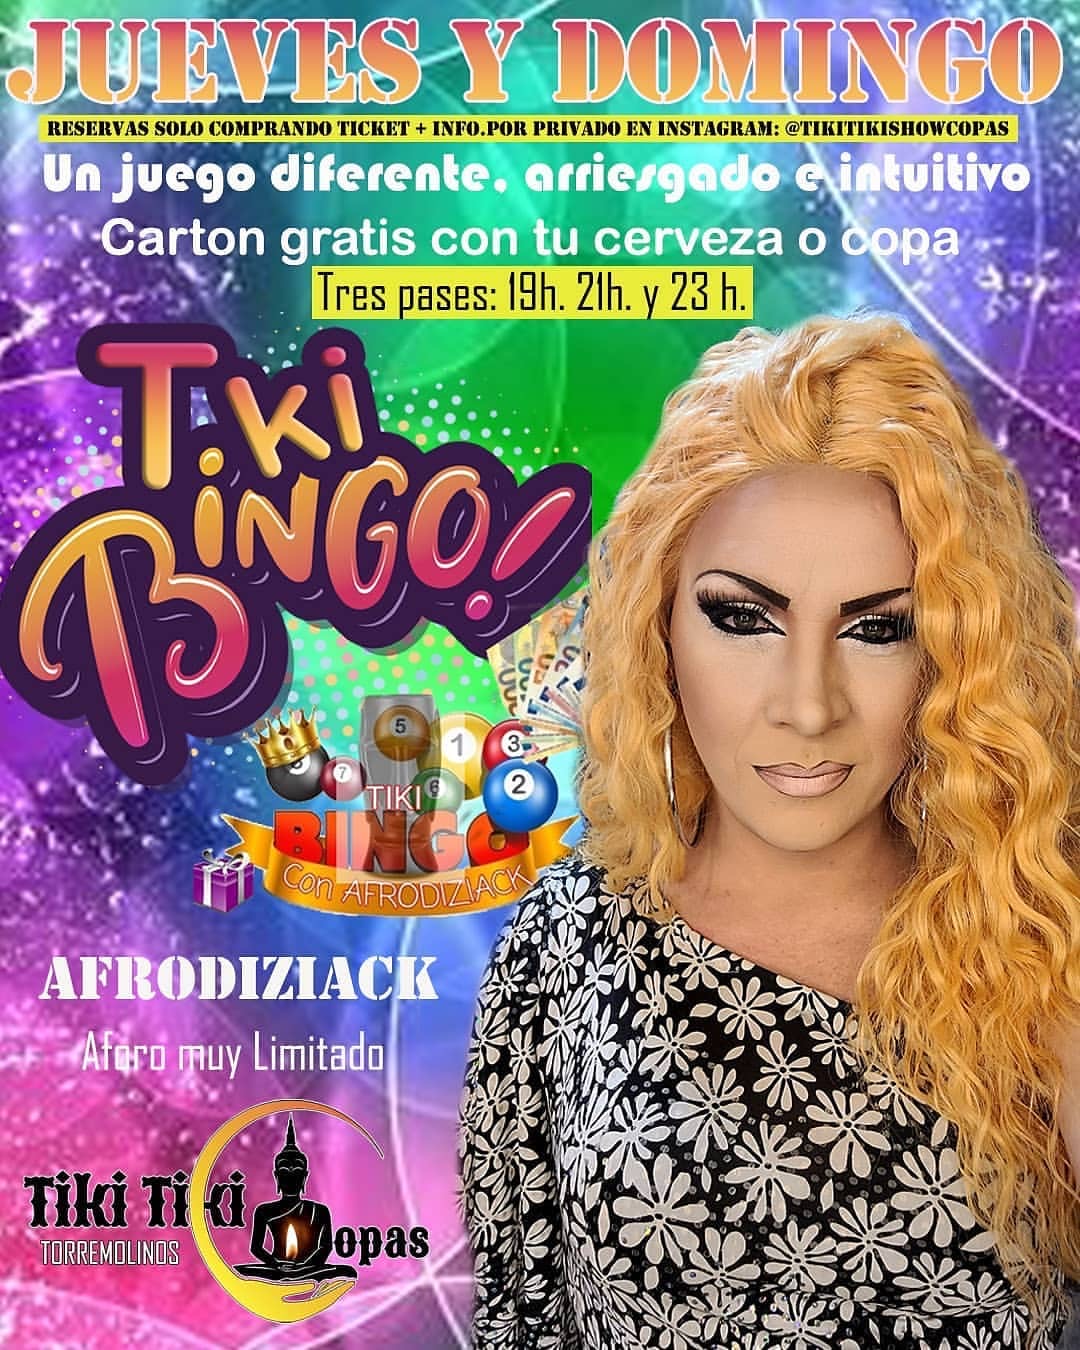 JUEVES Y DOMINGO
RESERVAS SOLO COMPRANDO TICKET + INFO.POR PRIVADO EN INSTAGRAM: @TIKITIKISHOWCOPAS
Un juego diferente, arriesgado e intuitivo
Carton gratis con tu cerveza o copa
Tres pases: 19h. 21h. y 23 h.
Tiki
BiNGO!
5
1
3
8
7
6
2
TIKI
BINGO
Con AFRODIZIACK
AFRODIZIACK
Aforo muy Limitado
Tiki Tiki
Copas
TORREMOLINOS